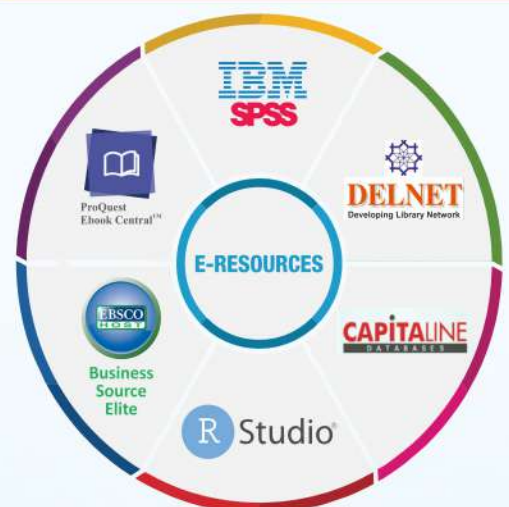 IBM
SPSS
DELNET
Developing Library Network
CAPITALINE
DATABASES
R Studio®
EBSCO
HOST
Business
Source
Elite
ProQuest
Ebook Central™
E-RESOURCES